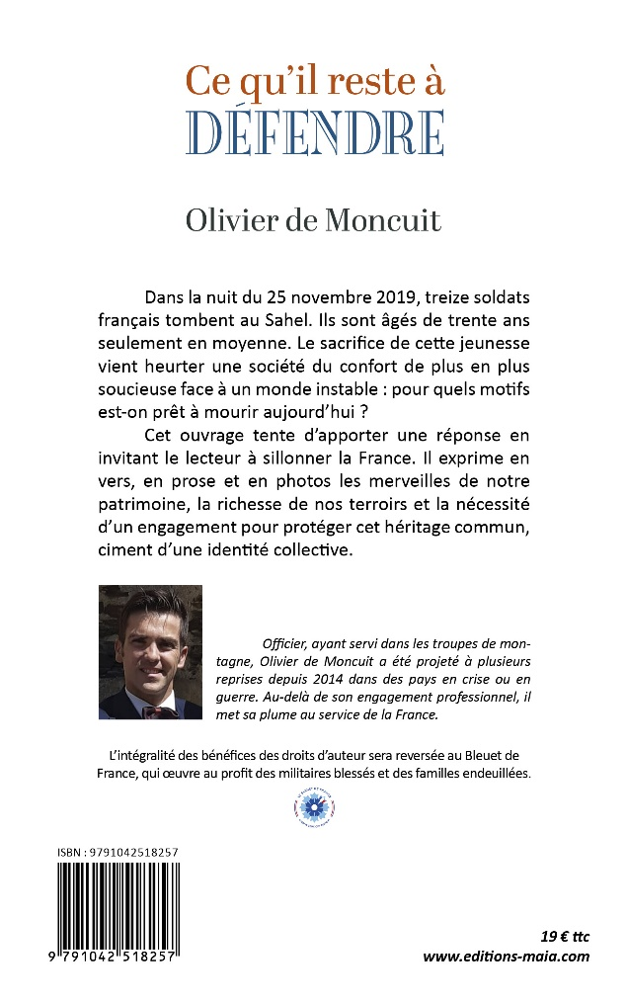 Ce qu’il reste à
DÉFENDRE
Olivier de Moncuit
Dans la nuit du 25 novembre 2019, treize soldats
français tombent au Sahel. Ils sont âgés de trente ans
seulement en moyenne. Le sacrifice de cette jeunesse
vient heurter une société du confort de plus en plus
soucieuse face à un monde instable : pour quels motifs
est-on prêt à mourir aujourd’hui ?
Cet ouvrage tente d’apporter une réponse en
invitant le lecteur à sillonner la France. Il exprime en
vers, en prose et en photos les merveilles de notre
patrimoine, la richesse de nos terroirs et la nécessité
d’un engagement pour protéger cet héritage commun,
ciment d’une identité collective.
Officier, ayant servi dans les troupes de mon-
tagne, Olivier de Moncuit a été projeté à plusieurs
reprises depuis 2014 dans des pays en crise ou en
guerre. Au-delà de son engagement professionnel, il
met sa plume au service de la France.
L’intégralité des bénéfices des droits d’auteur sera reversée au Bleuet de
France, qui œuvre au profit des militaires blessés et des familles endeuillées.
ISBN : 9791042518257
9 791042 518257
19 € ttc
www.editions-maia.com